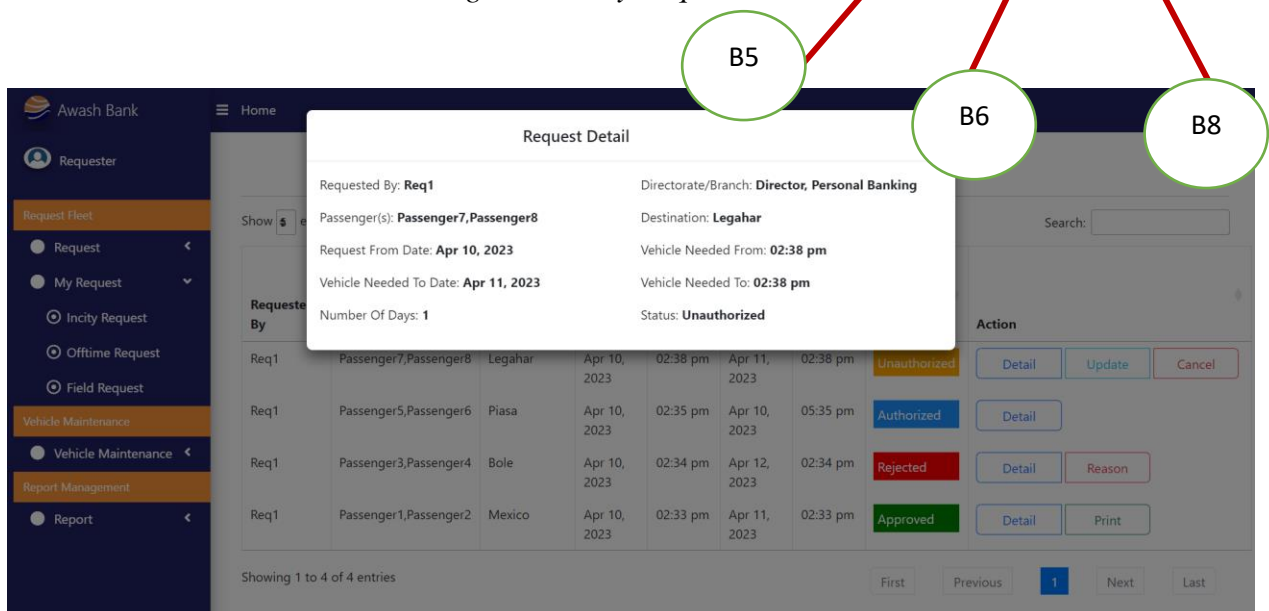 B5
B6
B8
Awash Bank
Home
Requester
Request Detail
Requested By: Req1 Directorate/Branch: Director, Personal Banking
Passenger(s): Passenger7,Passenger8 Destination: Legahar
Request From Date: Apr 10, 2023 Vehicle Needed From: 02:38 pm
Vehicle Needed To Date: Apr 11, 2023 Vehicle Needed To: 02:38 pm
Number Of Days: 1 Status: Unauthorized
Request Fleet
Request
My Request
Incity Request
Offtime Request
Field Request
Vehicle Maintenance
Vehicle Maintenance
Report Management
Report
Show 5 e
Search:
Requeste
By
Action
Req1 Passenger7,Passenger8 Legahar Apr 10, 02:38 pm Apr 11, 02:38 pm Unauthorized Detail Update Cancel
2023 2023
Req1 Passenger5,Passenger6 Piasa Apr 10, 02:35 pm Apr 10, 05:35 pm Authorized Detail
2023 2023
Req1 Passenger3,Passenger4 Bole Apr 10, 02:34 pm Apr 12, 02:34 pm Rejected Detail Reason
2023 2023
Req1 Passenger1,Passenger2 Mexico Apr 10, 02:33 pm Apr 11, 02:33 pm Approved Detail Print
2023 2023
Showing 1 to 4 of 4 entries
First Previous 1 Next Last